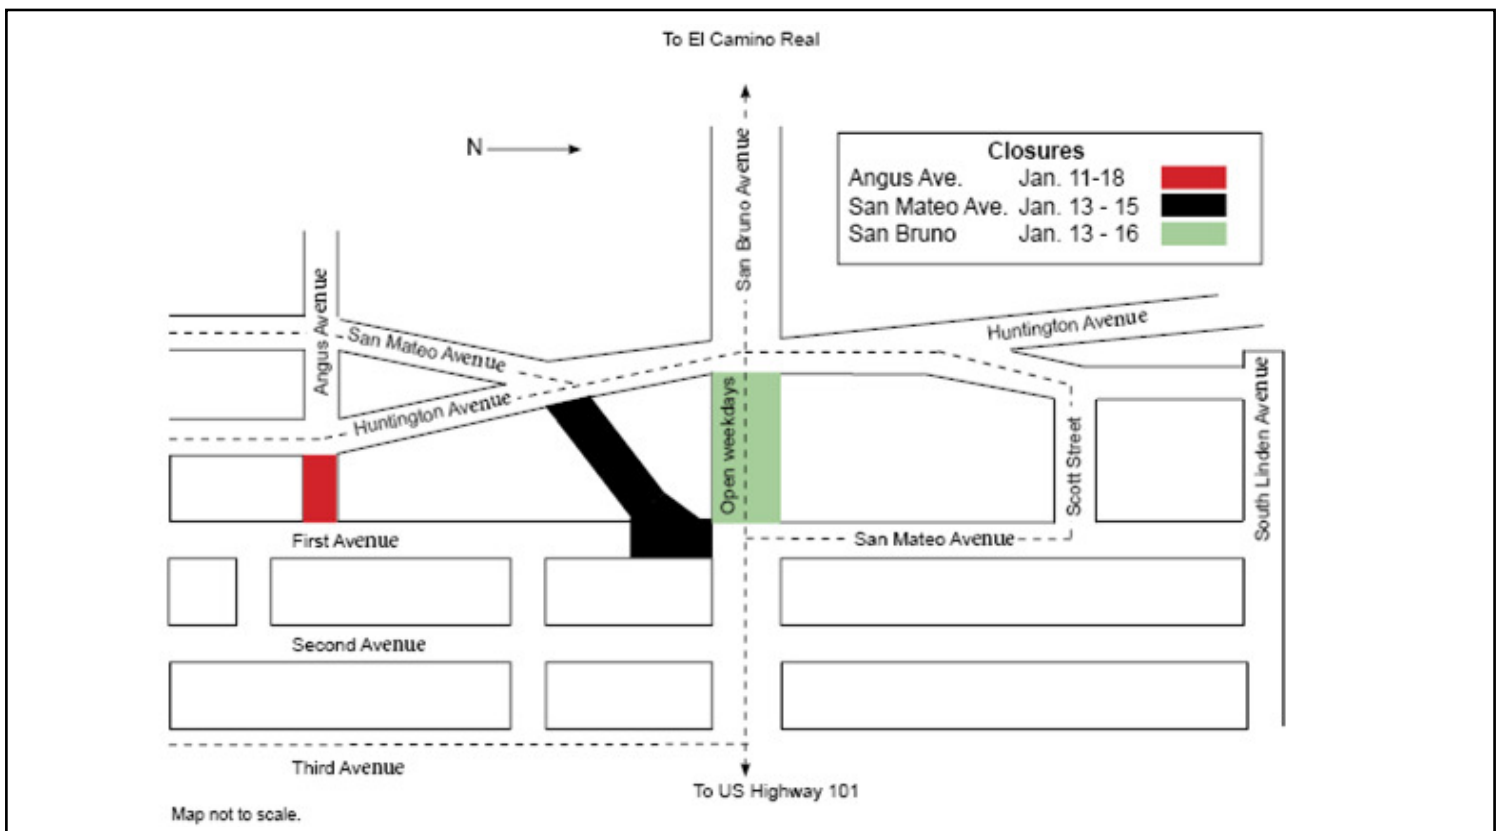 To El Camino Real
N
San Bruno Avenue
Closures
Angus Ave. Jan. 11-18
San Mateo Ave. Jan. 13 - 15
San Bruno Jan. 13 - 16
Angus Avenue
San Mateo Avenue
Huntington Avenue
Huntington Avenue
Open weekdays
Scott Street
South Linden Avenue
First Avenue
San Mateo Avenue
Second Avenue
Third Avenue
To US Highway 101
Map not to scale.